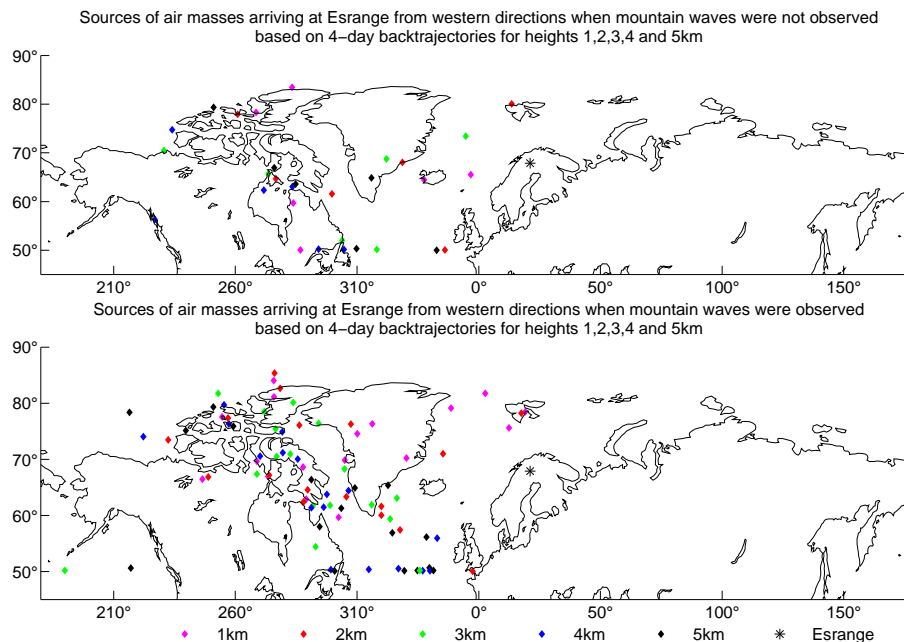 Sources of air masses arriving at Esrange from western directions when mountain waves were not observed
based on 4−day backtrajectories for heights 1,2,3,4 and 5km
90°
80°
70°
60°
50°
210° 260° 310° 0° 50° 100° 150°
Sources of air masses arriving at Esrange from western directions when mountain waves were observed
based on 4−day backtrajectories for heights 1,2,3,4 and 5km
90°
80°
70°
60°
50°
210° 260° 310° 0° 50° 100° 150°
1km 2km 3km 4km 5km Esrange